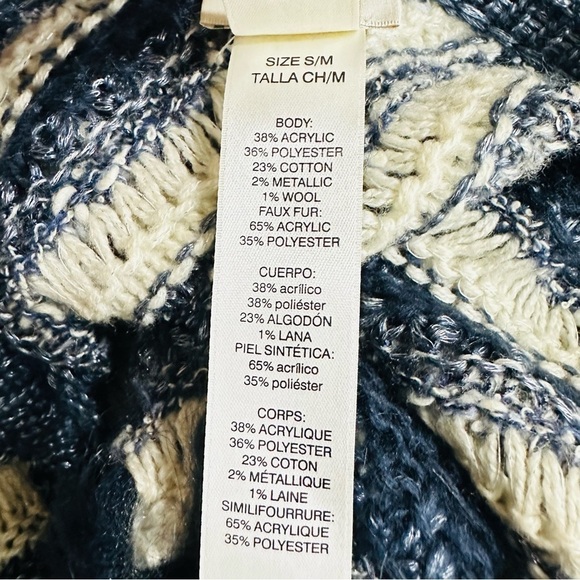 SIZE S/M
TALLA CH/M
BODY:
38% ACRYLIC
36% POLYESTER
23% COTTON
2% METALLIC
1% WOOL
FAUX FUR:
65% ACRYLIC
35% POLYESTER
CUERPO:
38% acrílico
38% poliéster
23% ALGODÓN
1% LANA
PIEL SINTÉTICA:
65% acrílico
35% poliéster
CORPS:
38% ACRYLIQUE
36% POLYESTER
23% COTON
2% MÉTALLIQUE
1% LAINE
SIMILIFOURRURE:
65% ACRYLIQUE
35% POLYESTER